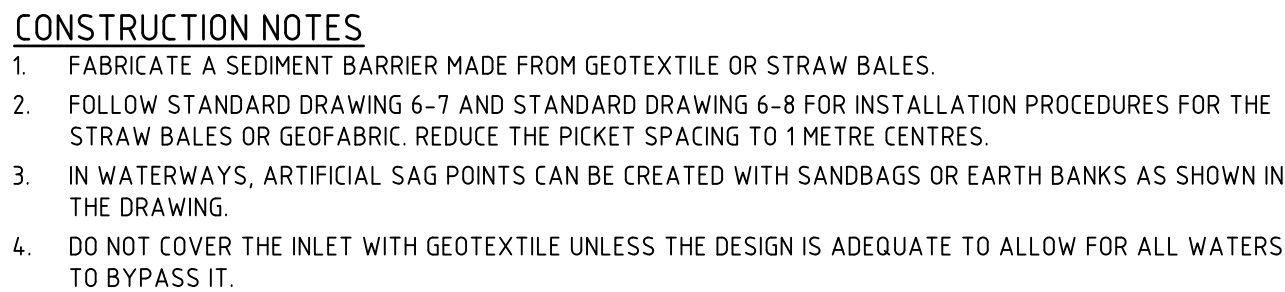 CONSTRUCTION NOTES
1. FABRICATE A SEDIMENT BARRIER MADE FROM GEOTEXTILE OR STRAW BALES.
2. FOLLOW STANDARD DRAWING 6-7 AND STANDARD DRAWING 6-8 FOR INSTALLATION PROCEDURES FOR THE
STRAW BALES OR GEOFABRIC. REDUCE THE PICKET SPACING TO 1 METRE CENTRES.
3. IN WATERWAYS, ARTIFICIAL SAG POINTS CAN BE CREATED WITH SANDBAGS OR EARTH BANKS AS SHOWN IN
THE DRAWING.
4. DO NOT COVER THE INLET WITH GEOTEXTILE UNLESS THE DESIGN IS ADEQUATE TO ALLOW FOR ALL WATERS
TO BYPASS IT.